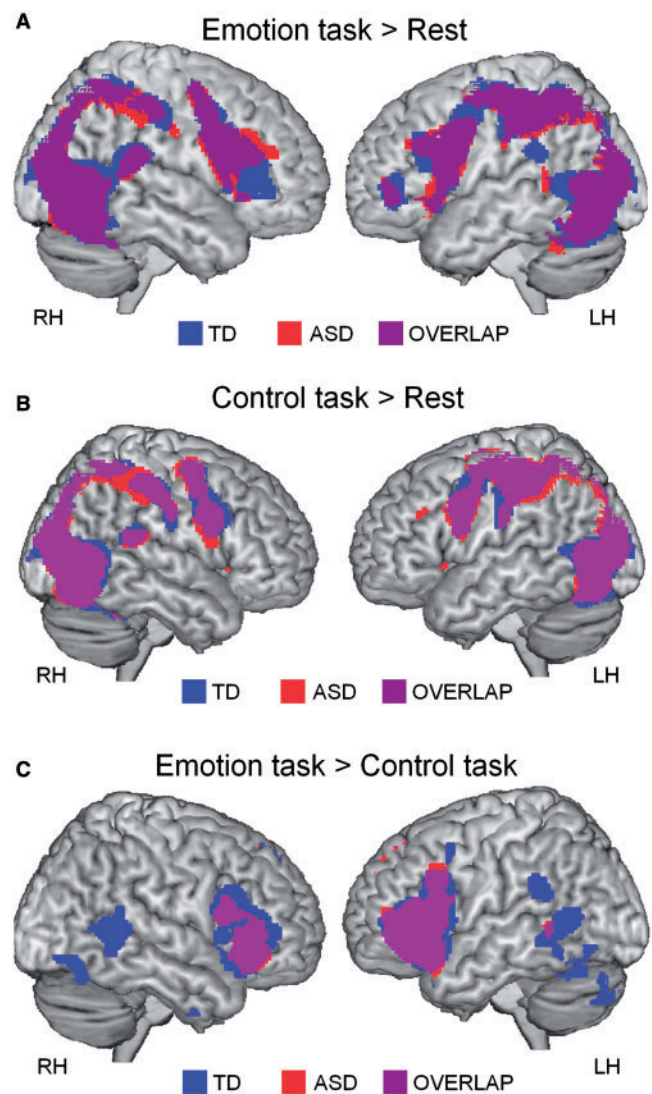 A
Emotion task > Rest
RH
LH
TD ASD OVERLAP
B
Control task > Rest
RH
LH
TD ASD OVERLAP
C
Emotion task > Control task
RH
LH
TD ASD OVERLAP